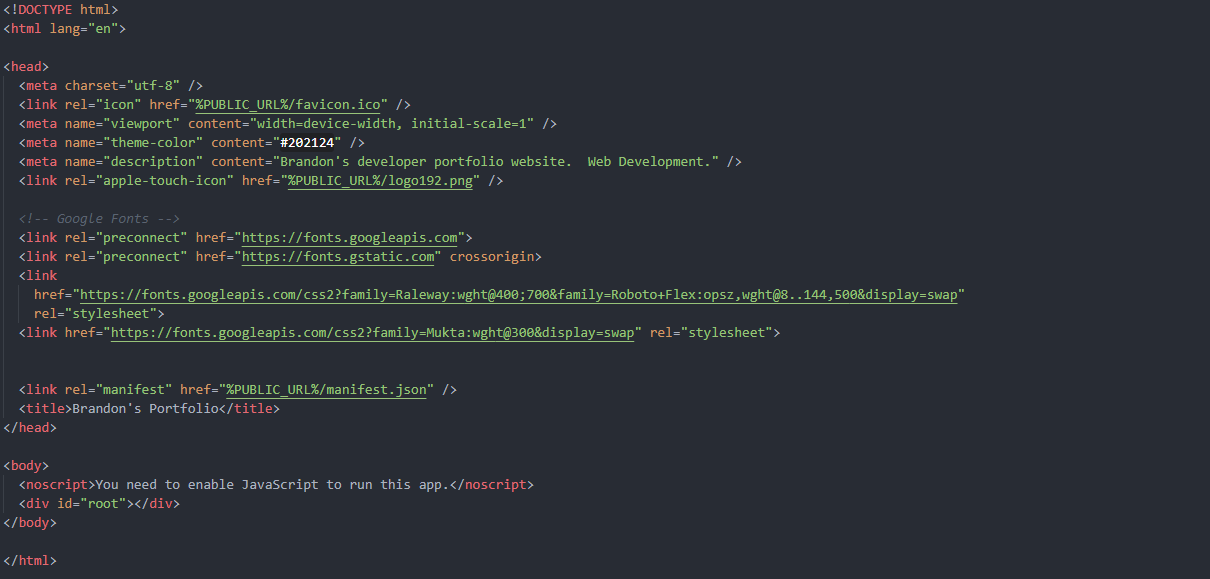 <!DOCTYPE html>
<html lang="en">
<head>
<meta charset="utf-8" />
<link rel="icon" href="%PUBLIC_URL%/favicon.ico" />
<meta name="viewport" content="width=device-width, initial-scale=1" />
<meta name="theme-color" content="#202124" />
<meta name="description" content="Brandon's developer portfolio website.  Web Development." />
<link rel="apple-touch-icon" href="%PUBLIC_URL%/logo192.png" />
<!-- Google Fonts -->
<link rel="preconnect" href="https://fonts.googleapis.com">
<link rel="preconnect" href="https://fonts.gstatic.com" crossorigin>
<link
href="https://fonts.googleapis.com/css2?family=Raleway:wght@400;700&family=Roboto+Flex:opsz,wght@8..144,500&display=swap"
rel="stylesheet">
<link href="https://fonts.googleapis.com/css2?family=Mukta:wght@300&display=swap" rel="stylesheet">
<link rel="manifest" href="%PUBLIC_URL%/manifest.json" />
<title>Brandon's Portfolio</title>
</head>
<body>
<noscript>You need to enable JavaScript to run this app.</noscript>
<div id="root"></div>
</body>
</html>